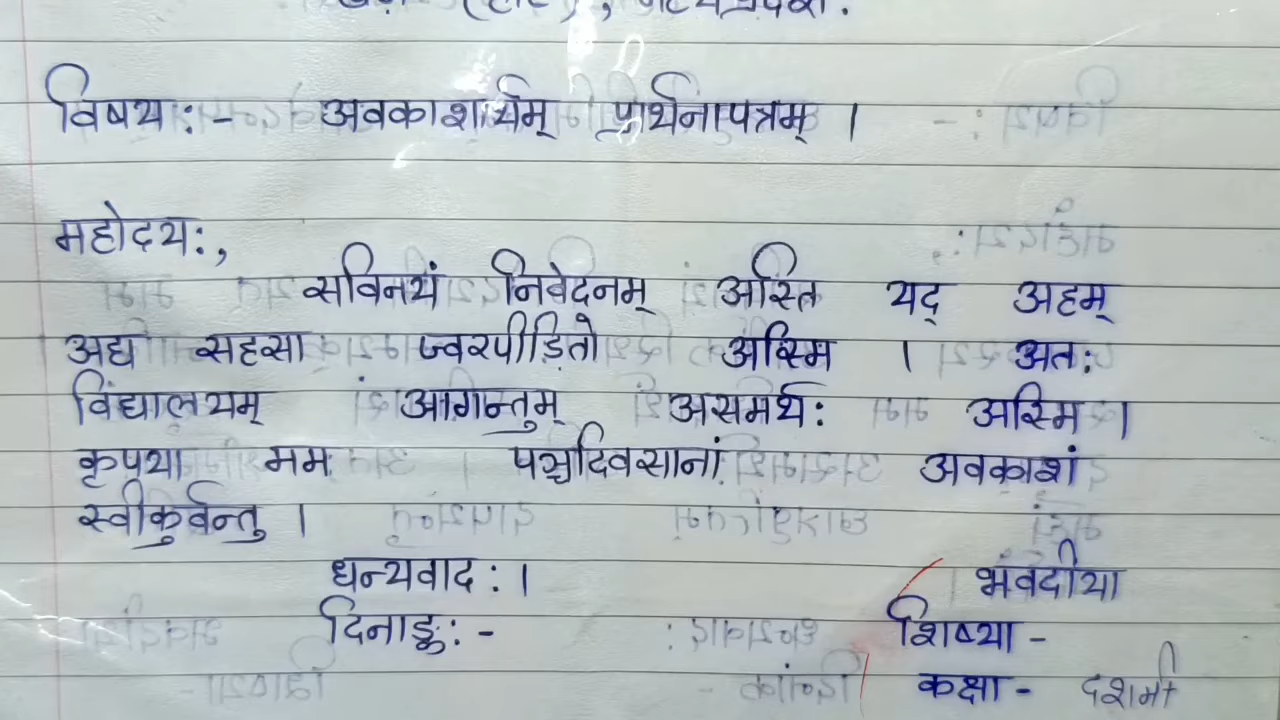 विषय:- अवकाशार्थम् प्रार्थनापत्रम् ।
महोदय:,
सविनयं निवेदनम् अस्ति यद् अहम्
अद्य सहसा ज्वरपीड़ितो अस्मि । अत:
विद्यालयम् आगन्तुम् असमर्थ: अस्मि ।
कृपया मम पञ्चदिवसानां अवकाशं
स्वीकुर्वन्तु ।
धन्यवाद: । भवदीया
दिनाङ्क: - शिष्या -
कक्षा - दशमी